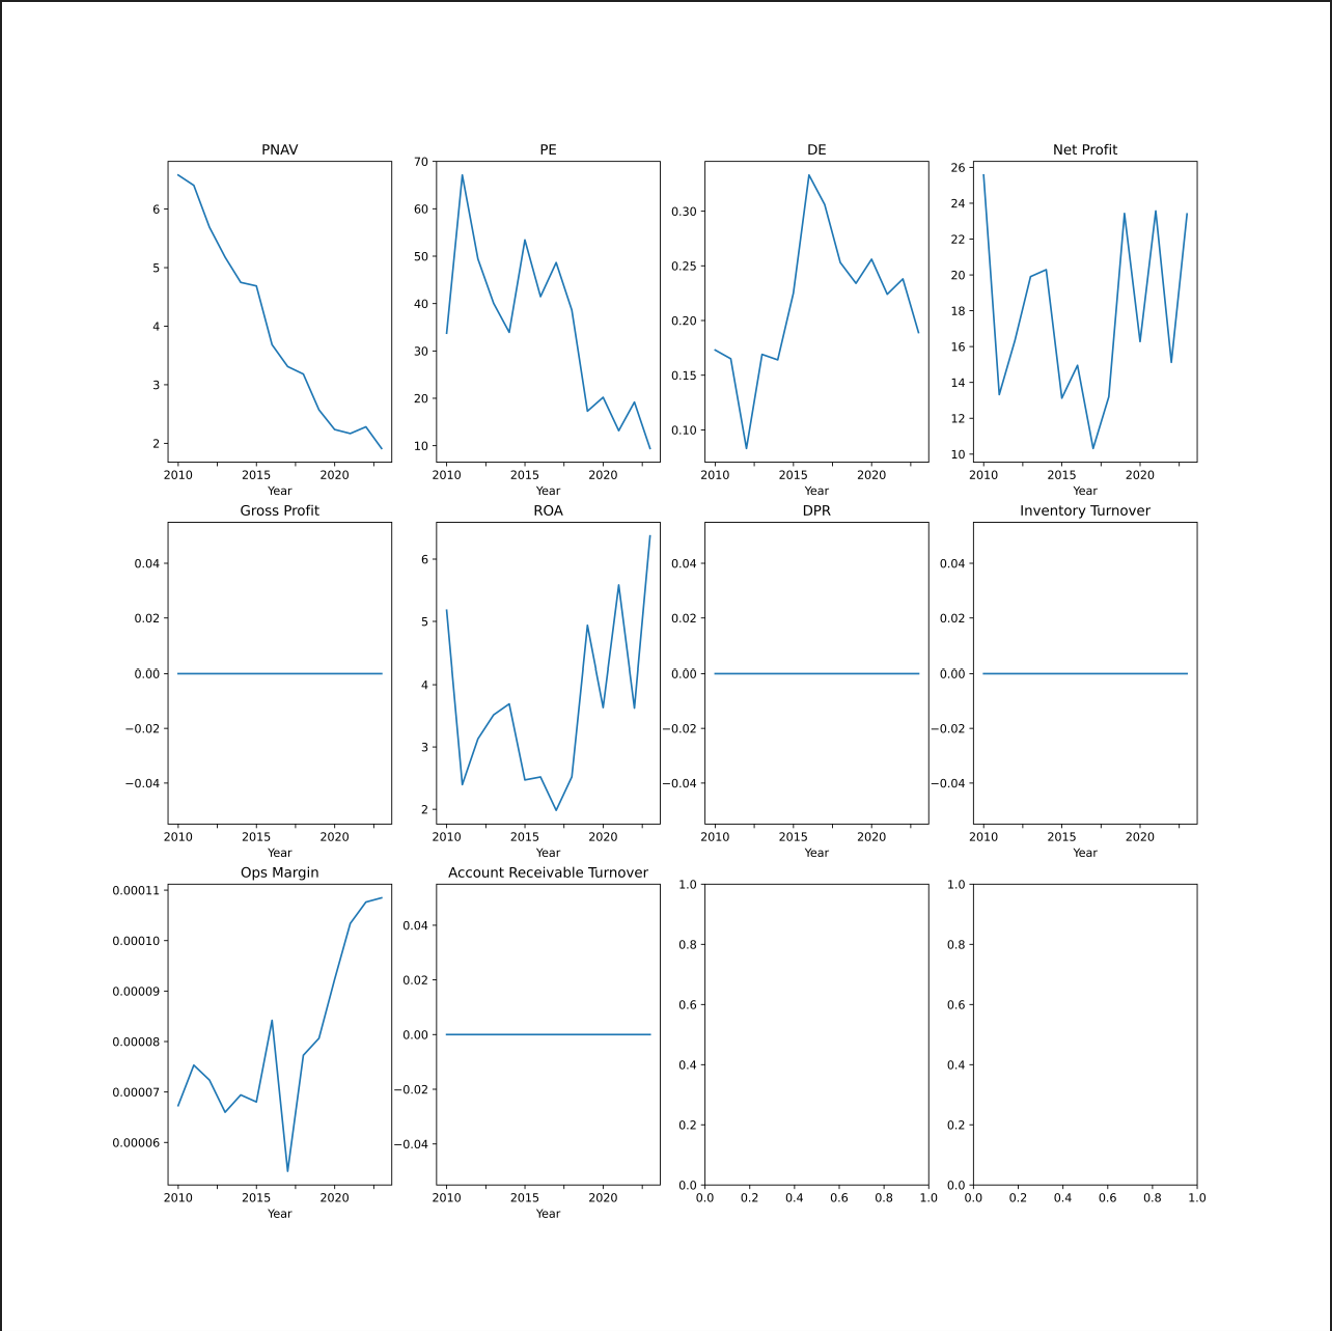 PNAV PE DE Net Profit
6 5 4 3 2
70 60 50 40 30 20 10
0.30 0.25 0.20 0.15 0.10
26 24 22 20 18 16 14 12 10
2010 2015 2020 2010 2015 2020 2010 2015 2020 2010 2015 2020
Year Year Year Year
Gross Profit ROA DPR Inventory Turnover
0.04 0.02 0.00 −0.02 −0.04
6 5 4 3 2
0.04 0.02 0.00 −0.02 −0.04
0.04 0.02 0.00 −0.02 −0.04
2010 2015 2020 2010 2015 2020 2010 2015 2020 2010 2015 2020
Year Year Year Year
Ops Margin Account Receivable Turnover
0.00011 0.00010 0.00009 0.00008 0.00007 0.00006
0.04 0.02 0.00 −0.02 −0.04
1.0 0.8 0.6 0.4 0.2 0.0
1.0 0.8 0.6 0.4 0.2 0.0
2010 2015 2020 2010 2015 2020 0.0 0.2 0.4 0.6 0.8 1.0 0.0 0.2 0.4 0.6 0.8 1.0
Year Year